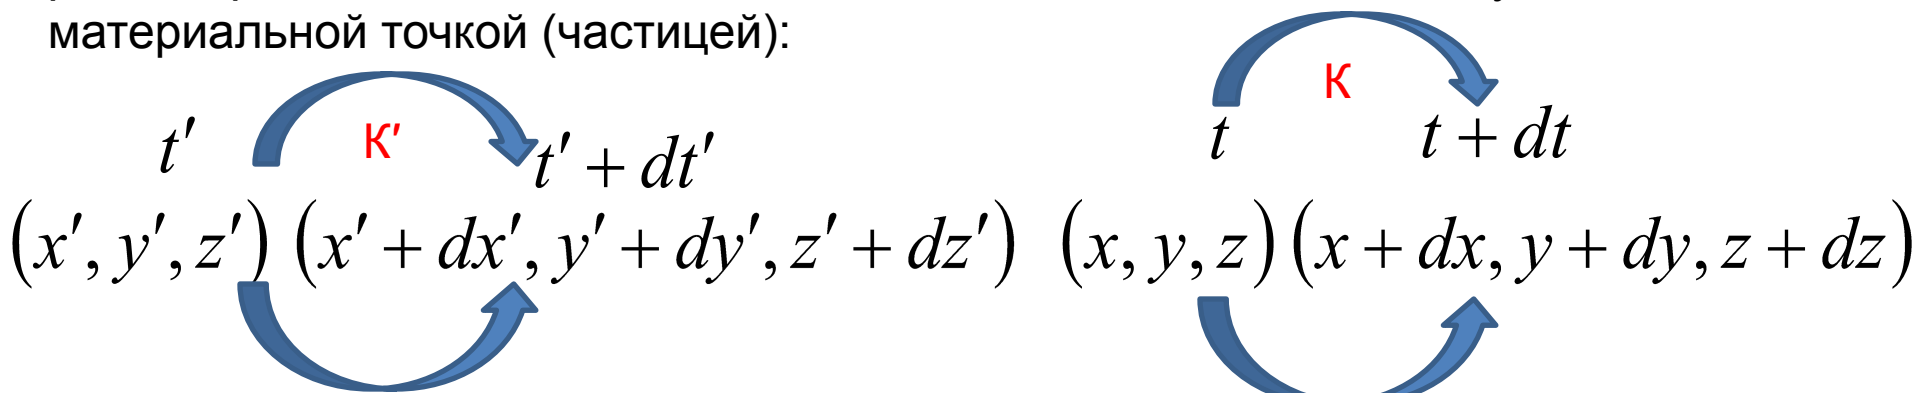 материальной точкой (частицей):
K
K′
t′
t′ + dt′
t
t + dt
(x′, y′, z′) (x′ + dx′, y′ + dy′, z′ + dz′) (x, y, z)(x + dx, y + dy, z + dz)